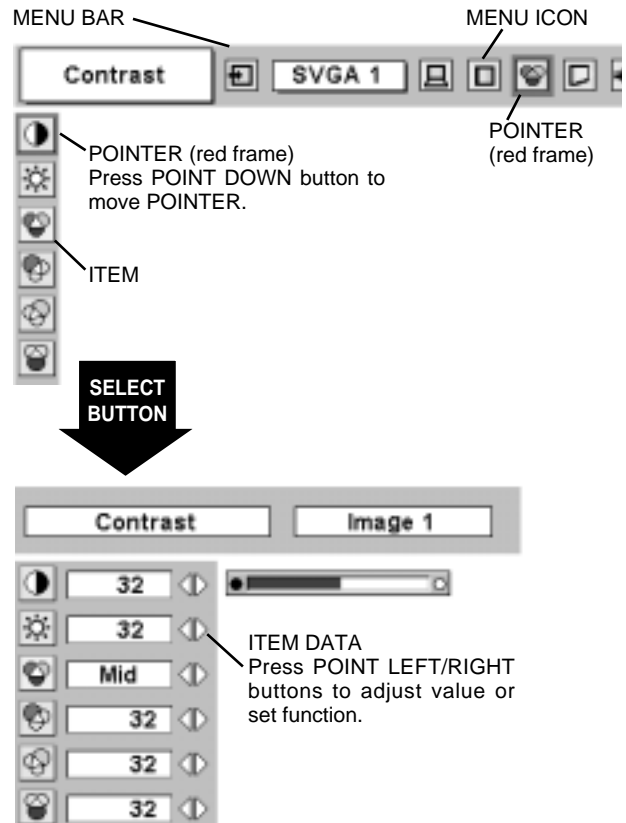 MENU BAR
MENU ICON
Contrast
SVGA 1
POINTER
(red frame)
POINTER (red frame)
Press POINT DOWN button to
move POINTER.
ITEM
SELECT
BUTTON
Contrast
Image 1
32
32
ITEM DATA
Press POINT LEFT/RIGHT
buttons to adjust value or
set function.
Mid
32
32
32